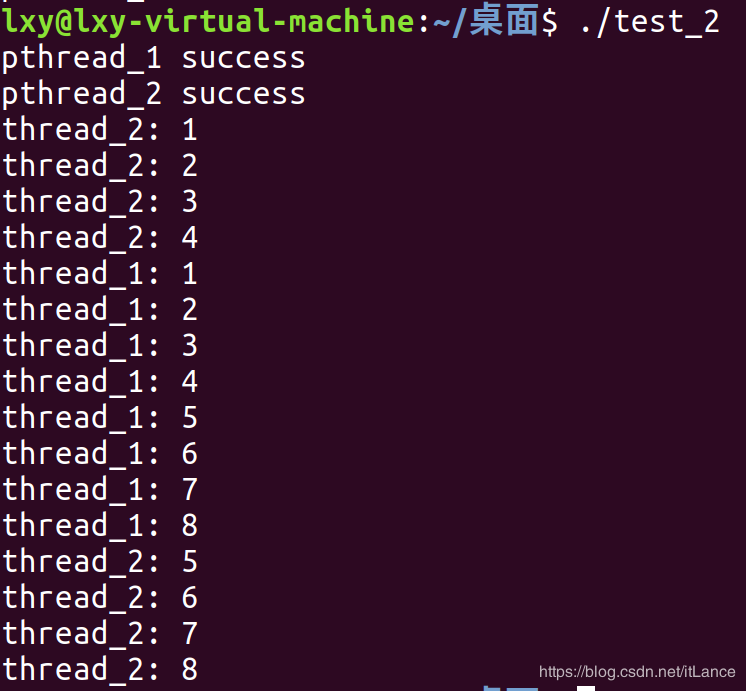 lxy@lxy-virtual-machine:~/桌面$ ./test_2
pthread_1 success
pthread_2 success
thread_2: 1
thread_2: 2
thread_2: 3
thread_2: 4
thread_1: 1
thread_1: 2
thread_1: 3
thread_1: 4
thread_1: 5
thread_1: 6
thread_1: 7
thread_1: 8
thread_2: 5
thread_2: 6
thread_2: 7
thread_2: 8
https://blog.csdn.net/itLance